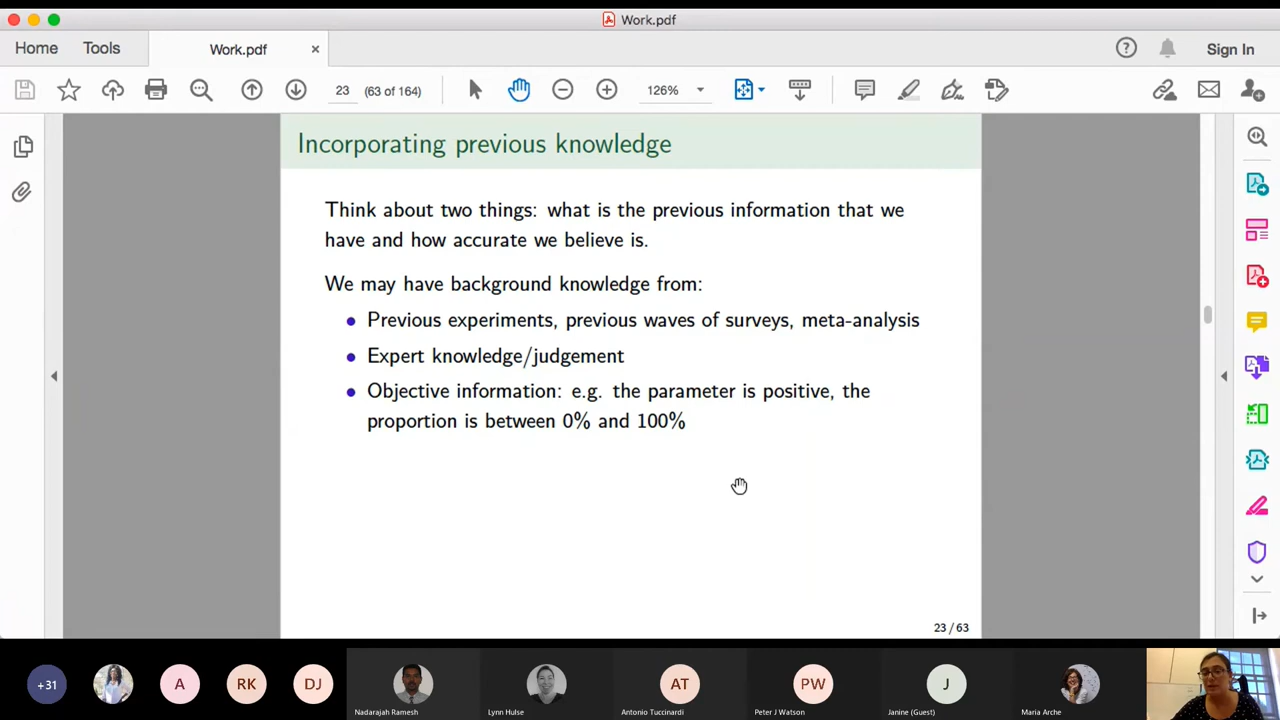 Work.pdf
Home
Tools
Work.pdf
×
Sign In
23
(63 of 164)
126%
Incorporating previous knowledge
Think about two things: what is the previous information that we
have and how accurate we believe is.
We may have background knowledge from:
Previous experiments, previous waves of surveys, meta-analysis
Expert knowledge/judgement
Objective information: e.g. the parameter is positive, the
proportion is between 0% and 100%
23 / 63
+31
A
RK
DJ
AT
PW
J
Nadarajah Ramesh
Lynn Hulse
Antonio Tuccinardi
Peter J Watson
Janine (Guest)
Maria Arche